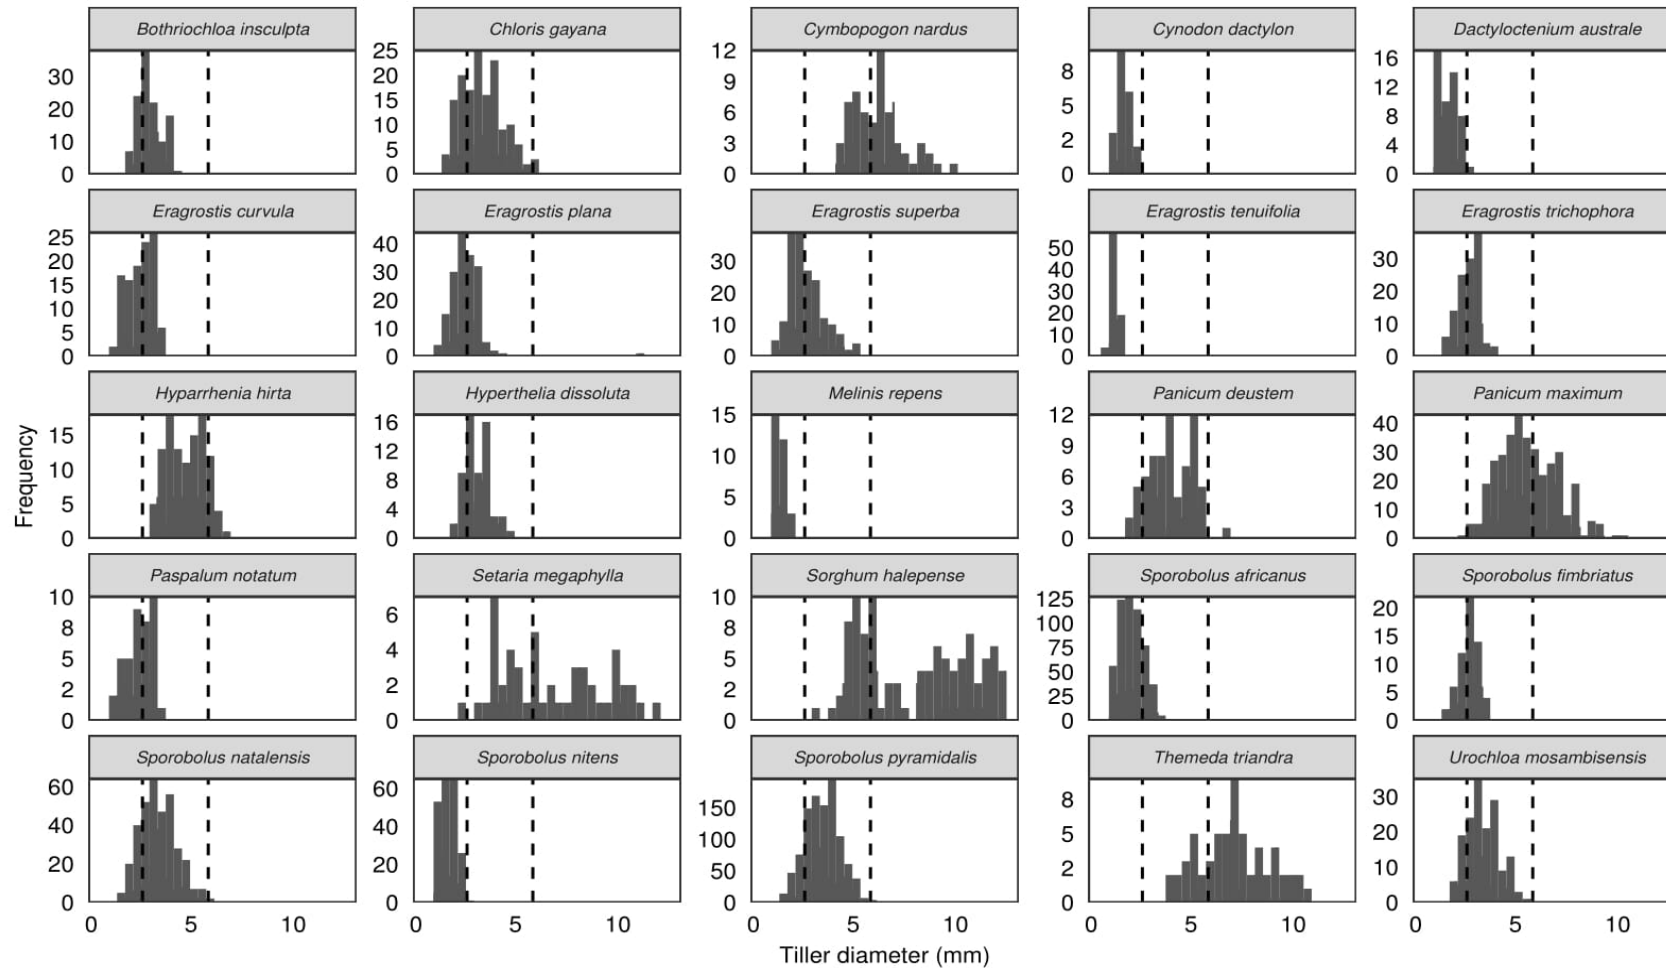 Bothriochloa insculpta Chloris gayana Cymbopogon nardus Cynodon dactylon Dactyloctenium australe
30 20 10 0
25 20 15 10 5 0
12 9 6 3 0
8 5 2 0
16 12 8 4 0
Eragrostis curvula Eragrostis plana Eragrostis superba Eragrostis tenuifolia Eragrostis trichophora
25 20 15 10 5 0
40 30 20 10 0
30 20 10 0
50 40 30 20 10 0
30 20 10 0
Hyparrhenia hirta Hyperthelia dissoluta Melinis repens Panicum deustem Panicum maximum
15 10 5 0
16 12 8 4 0
15 10 5 0
12 9 6 3 0
40 30 20 10 0
Frequency
Paspalum notatum Setaria megaphylla Sorghum halepense Sporobolus africanus Sporobolus fimbriatus
10 8 5 2 0
6 4 2 0
10 8 5 2 0
125 100 75 50 25 0
20 15 10 5 0
Sporobolus natalensis Sporobolus nitens Sporobolus pyramidalis Themeda triandra Urochloa mosambisensis
60 40 20 0
60 40 20 0
150 100 50 0
8 5 2 0
30 20 10 0
0 5 10 0 5 10 0 5 10 0 5 10 0 5 10
Tiller diameter (mm)